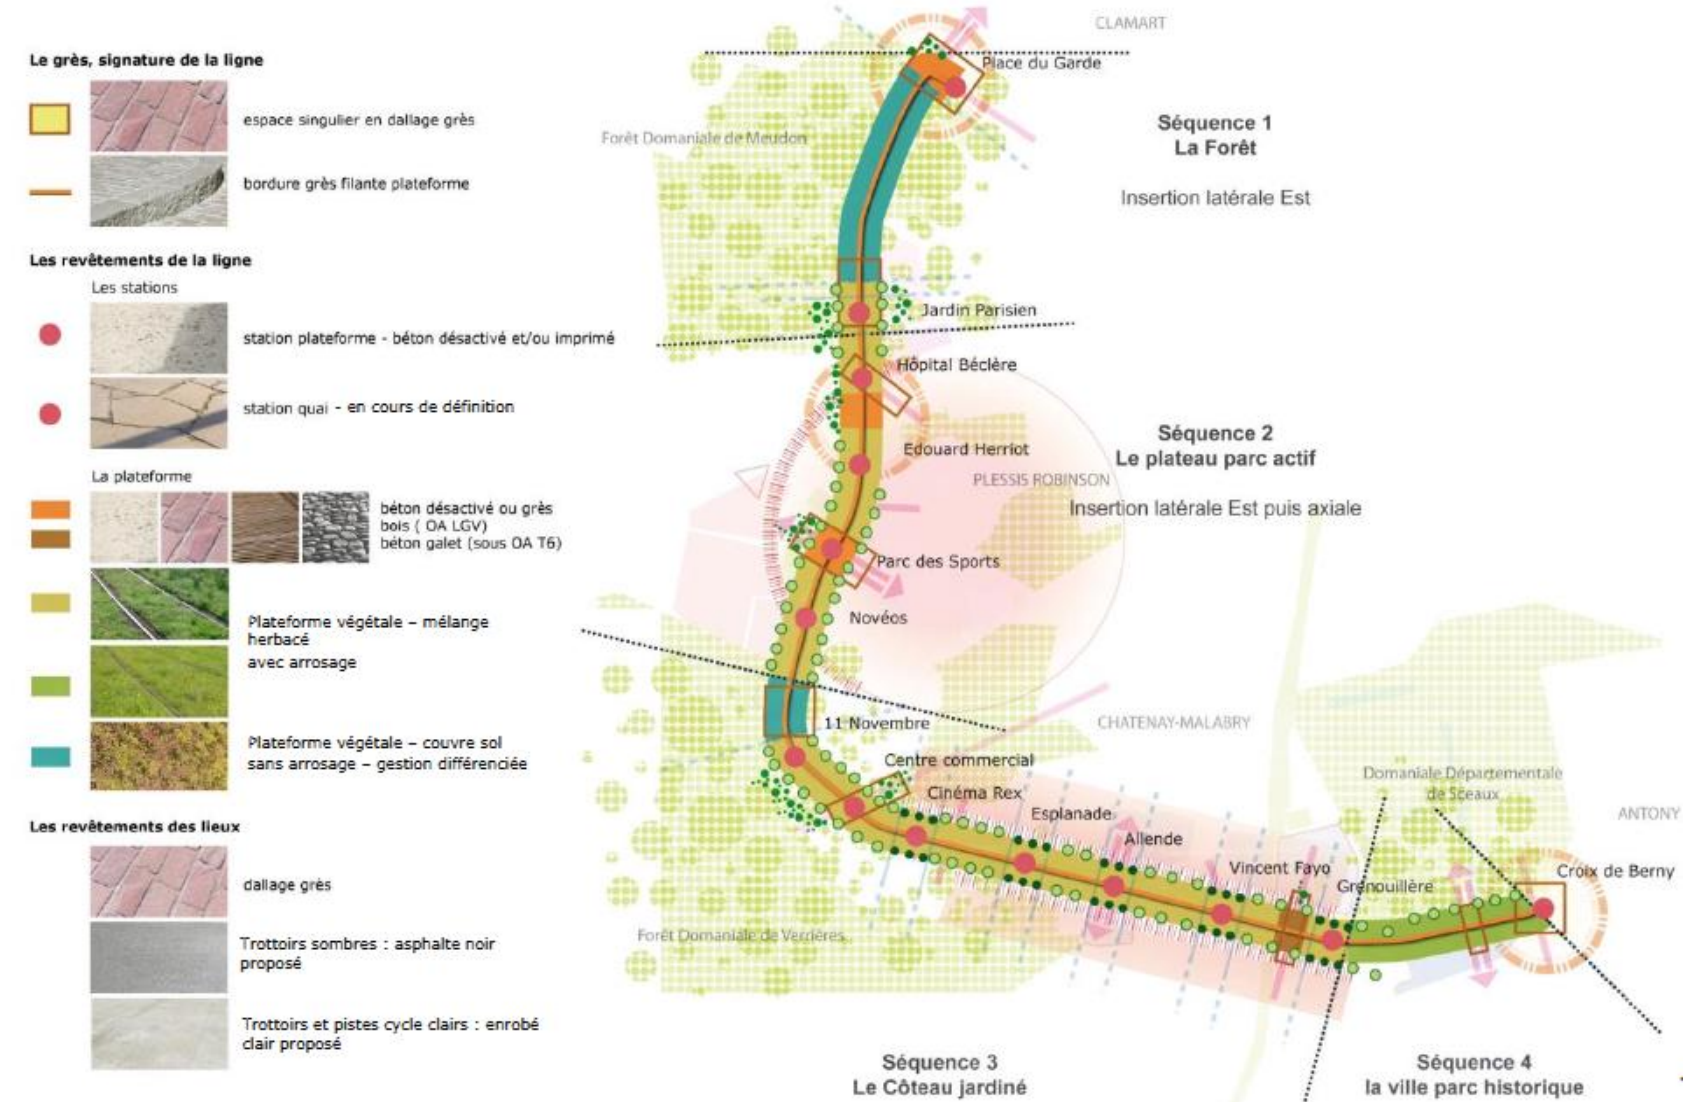 Le grès, signature de la ligne
espace singulier en dallage grès
bordure grès filante plateforme
Les revêtements de la ligne
Les stations
station plateforme - béton désactivé et/ou imprimé
station quai - en cours de définition
La plateforme
béton désactivé ou grès
bois ( OA LGV)
béton galet (sous OA T6)
Plateforme végétale – mélange
herbacé
avec arrosage
Plateforme végétale – couvre sol
sans arrosage – gestion différenciée
Les revêtements des lieux
dallage grès
Trottoirs sombres : asphalte noir
proposé
Trottoirs et pistes cycle clairs : enrobé
clair proposé
CLAMART
Place du Garde
Forêt Domaniale de Meudon
Séquence 1
La Forêt
Insertion latérale Est
Jardin Parisien
Hôpital Béclère
Edouard Herriot
PLESSIS ROBINSON
Séquence 2
Le plateau parc actif
Insertion latérale Est puis axiale
Parc des Sports
Novéos
11 Novembre
CHATENAY-MALABRY
Centre commercial
Cinéma Rex
Esplanade
Allende
Vincent Fayo
Grenouillère
Domaniale Départementale
de Sceaux
ANTONY
Croix de Berny
Forêt Domaniale de Verrières
Séquence 3
Le Côteau jardiné
Séquence 4
la ville parc historique